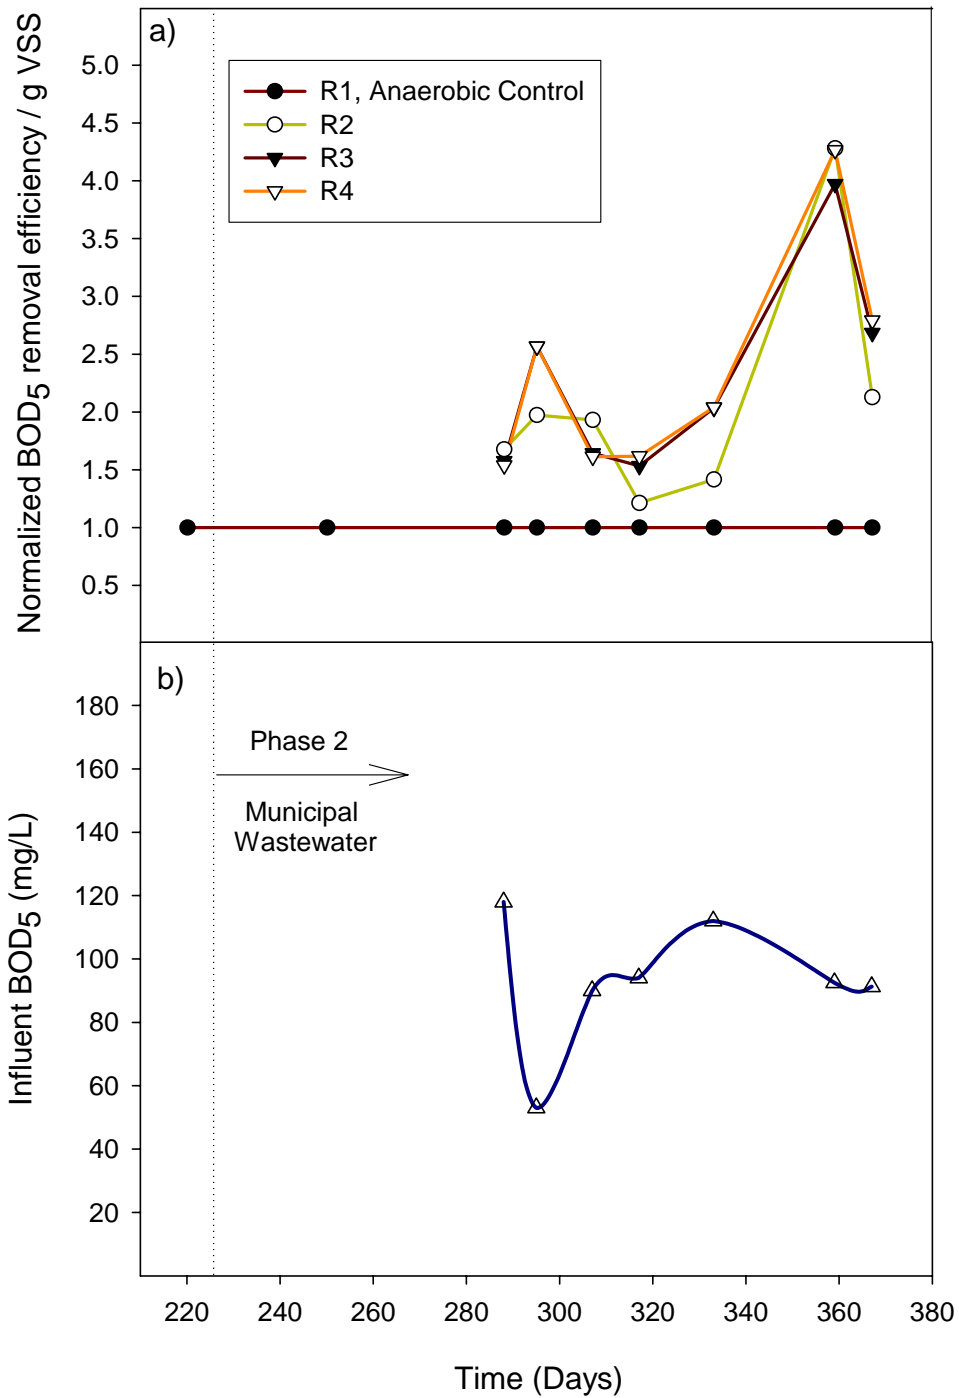 a)
Normalized BOD5 removal efficiency / g VSS
5.0
4.5
4.0
3.5
3.0
2.5
2.0
1.5
1.0
0.5
R1, Anaerobic Control
R2
R3
R4
b)
Influent BOD5 (mg/L)
180
160
140
120
100
80
60
40
20
Phase 2
Municipal
Wastewater
220 240 260 280 300 320 340 360 380
Time (Days)